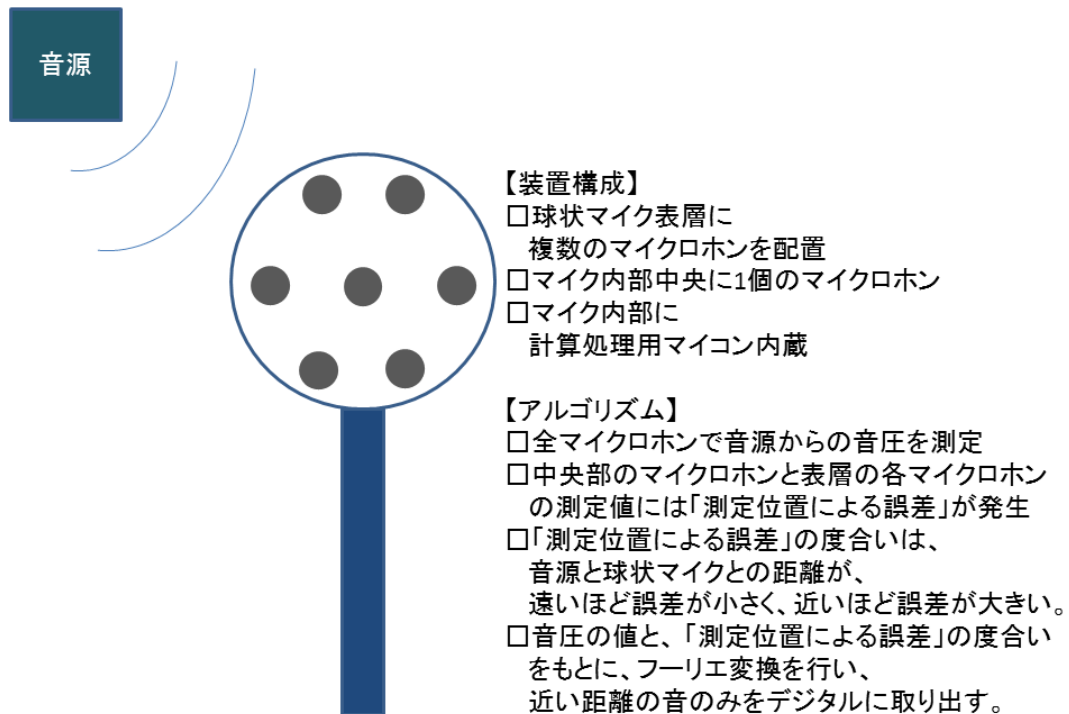 音源
【装置構成】
□球状マイク表層に
複数のマイクロホンを配置
□マイク内部中央に1個のマイクロホン
□マイク内部に
計算処理用マイコン内蔵
【アルゴリズム】
□全マイクロホンで音源からの音圧を測定
□中央部のマイクロホンと表層の各マイクロホン
の測定値には「測定位置による誤差」が発生
□「測定位置による誤差」の度合いは、
音源と球状マイクとの距離が、
遠いほど誤差が小さく、近いほど誤差が大きい。
□音圧の値と、「測定位置による誤差」の度合い
をもとに、フーリエ変換を行い、
近い距離の音のみをデジタルに取り出す。